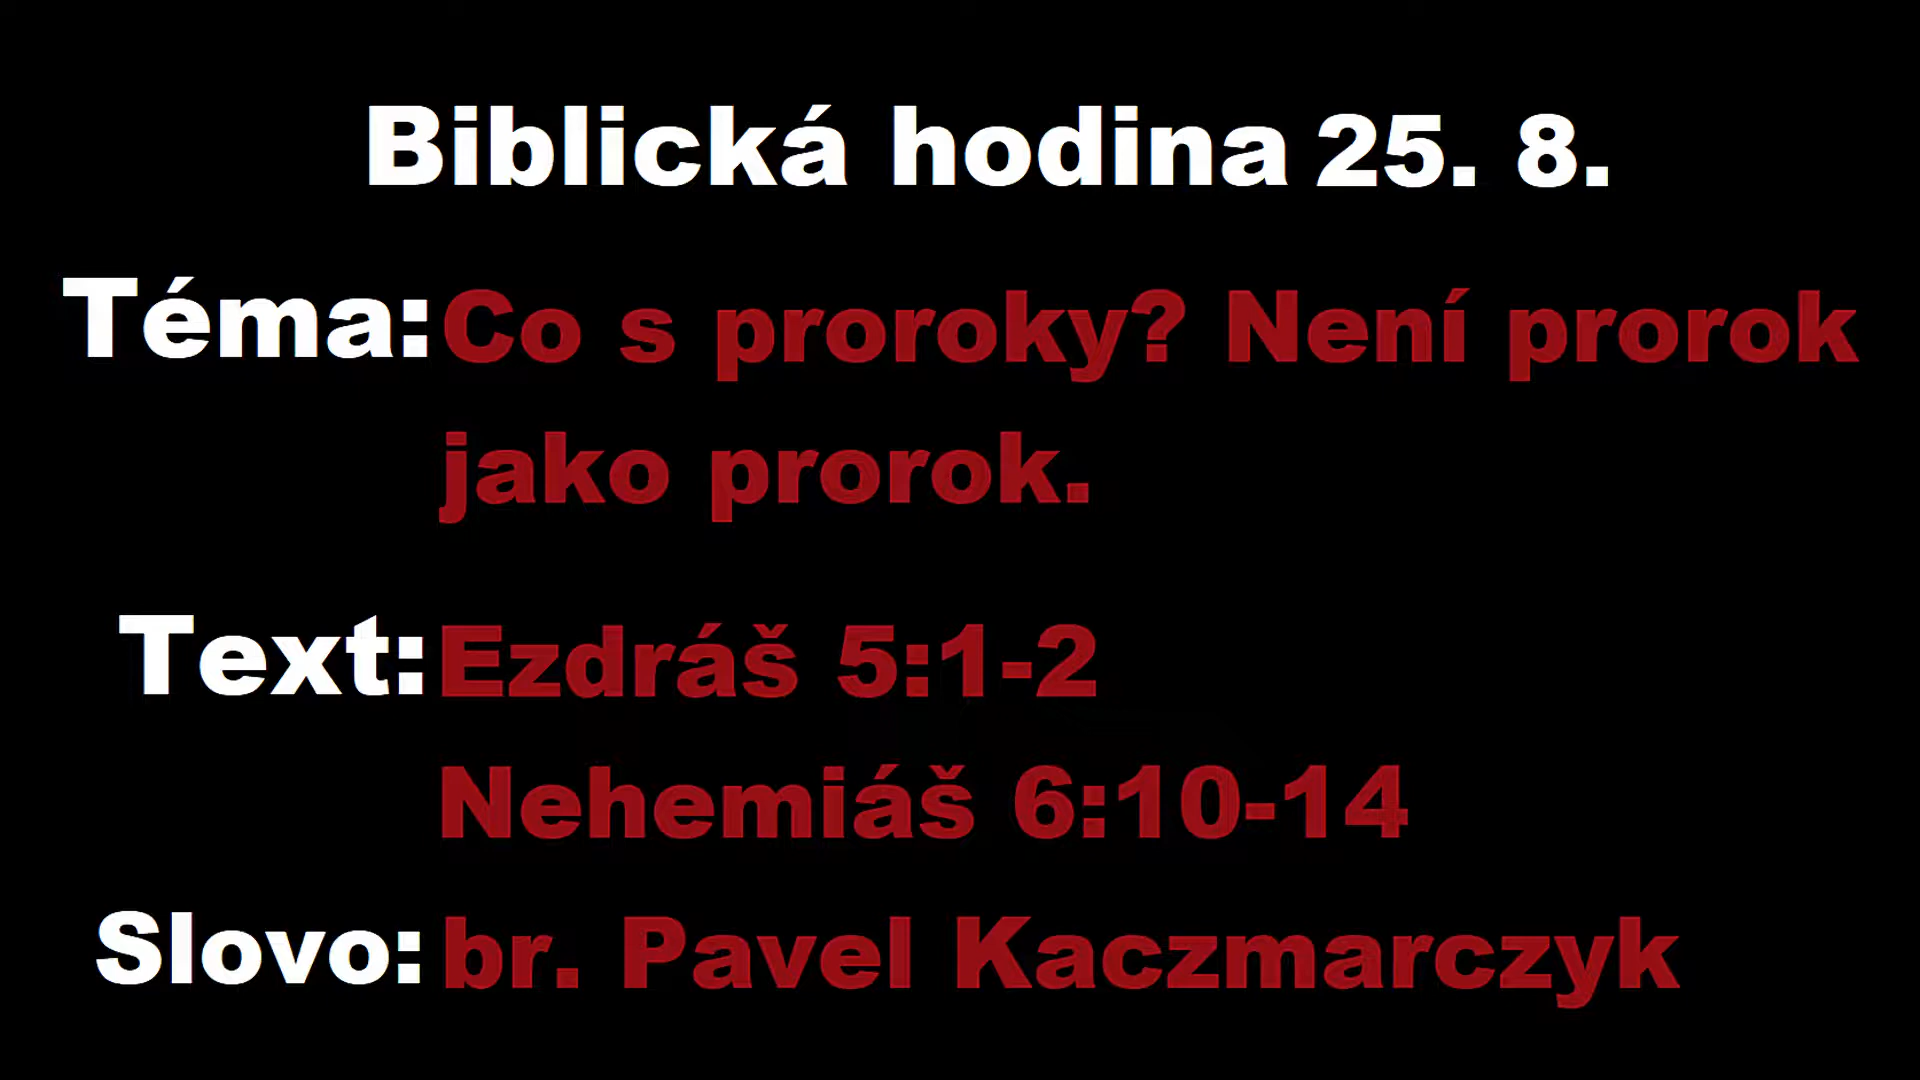 Biblická hodina 25. 8.
Téma: Co s proroky? Není prorok
jako prorok.
Text: Ezdráš 5:1-2
Nehemiáš 6:10-14
Slovo: br. Pavel Kaczmarczyk